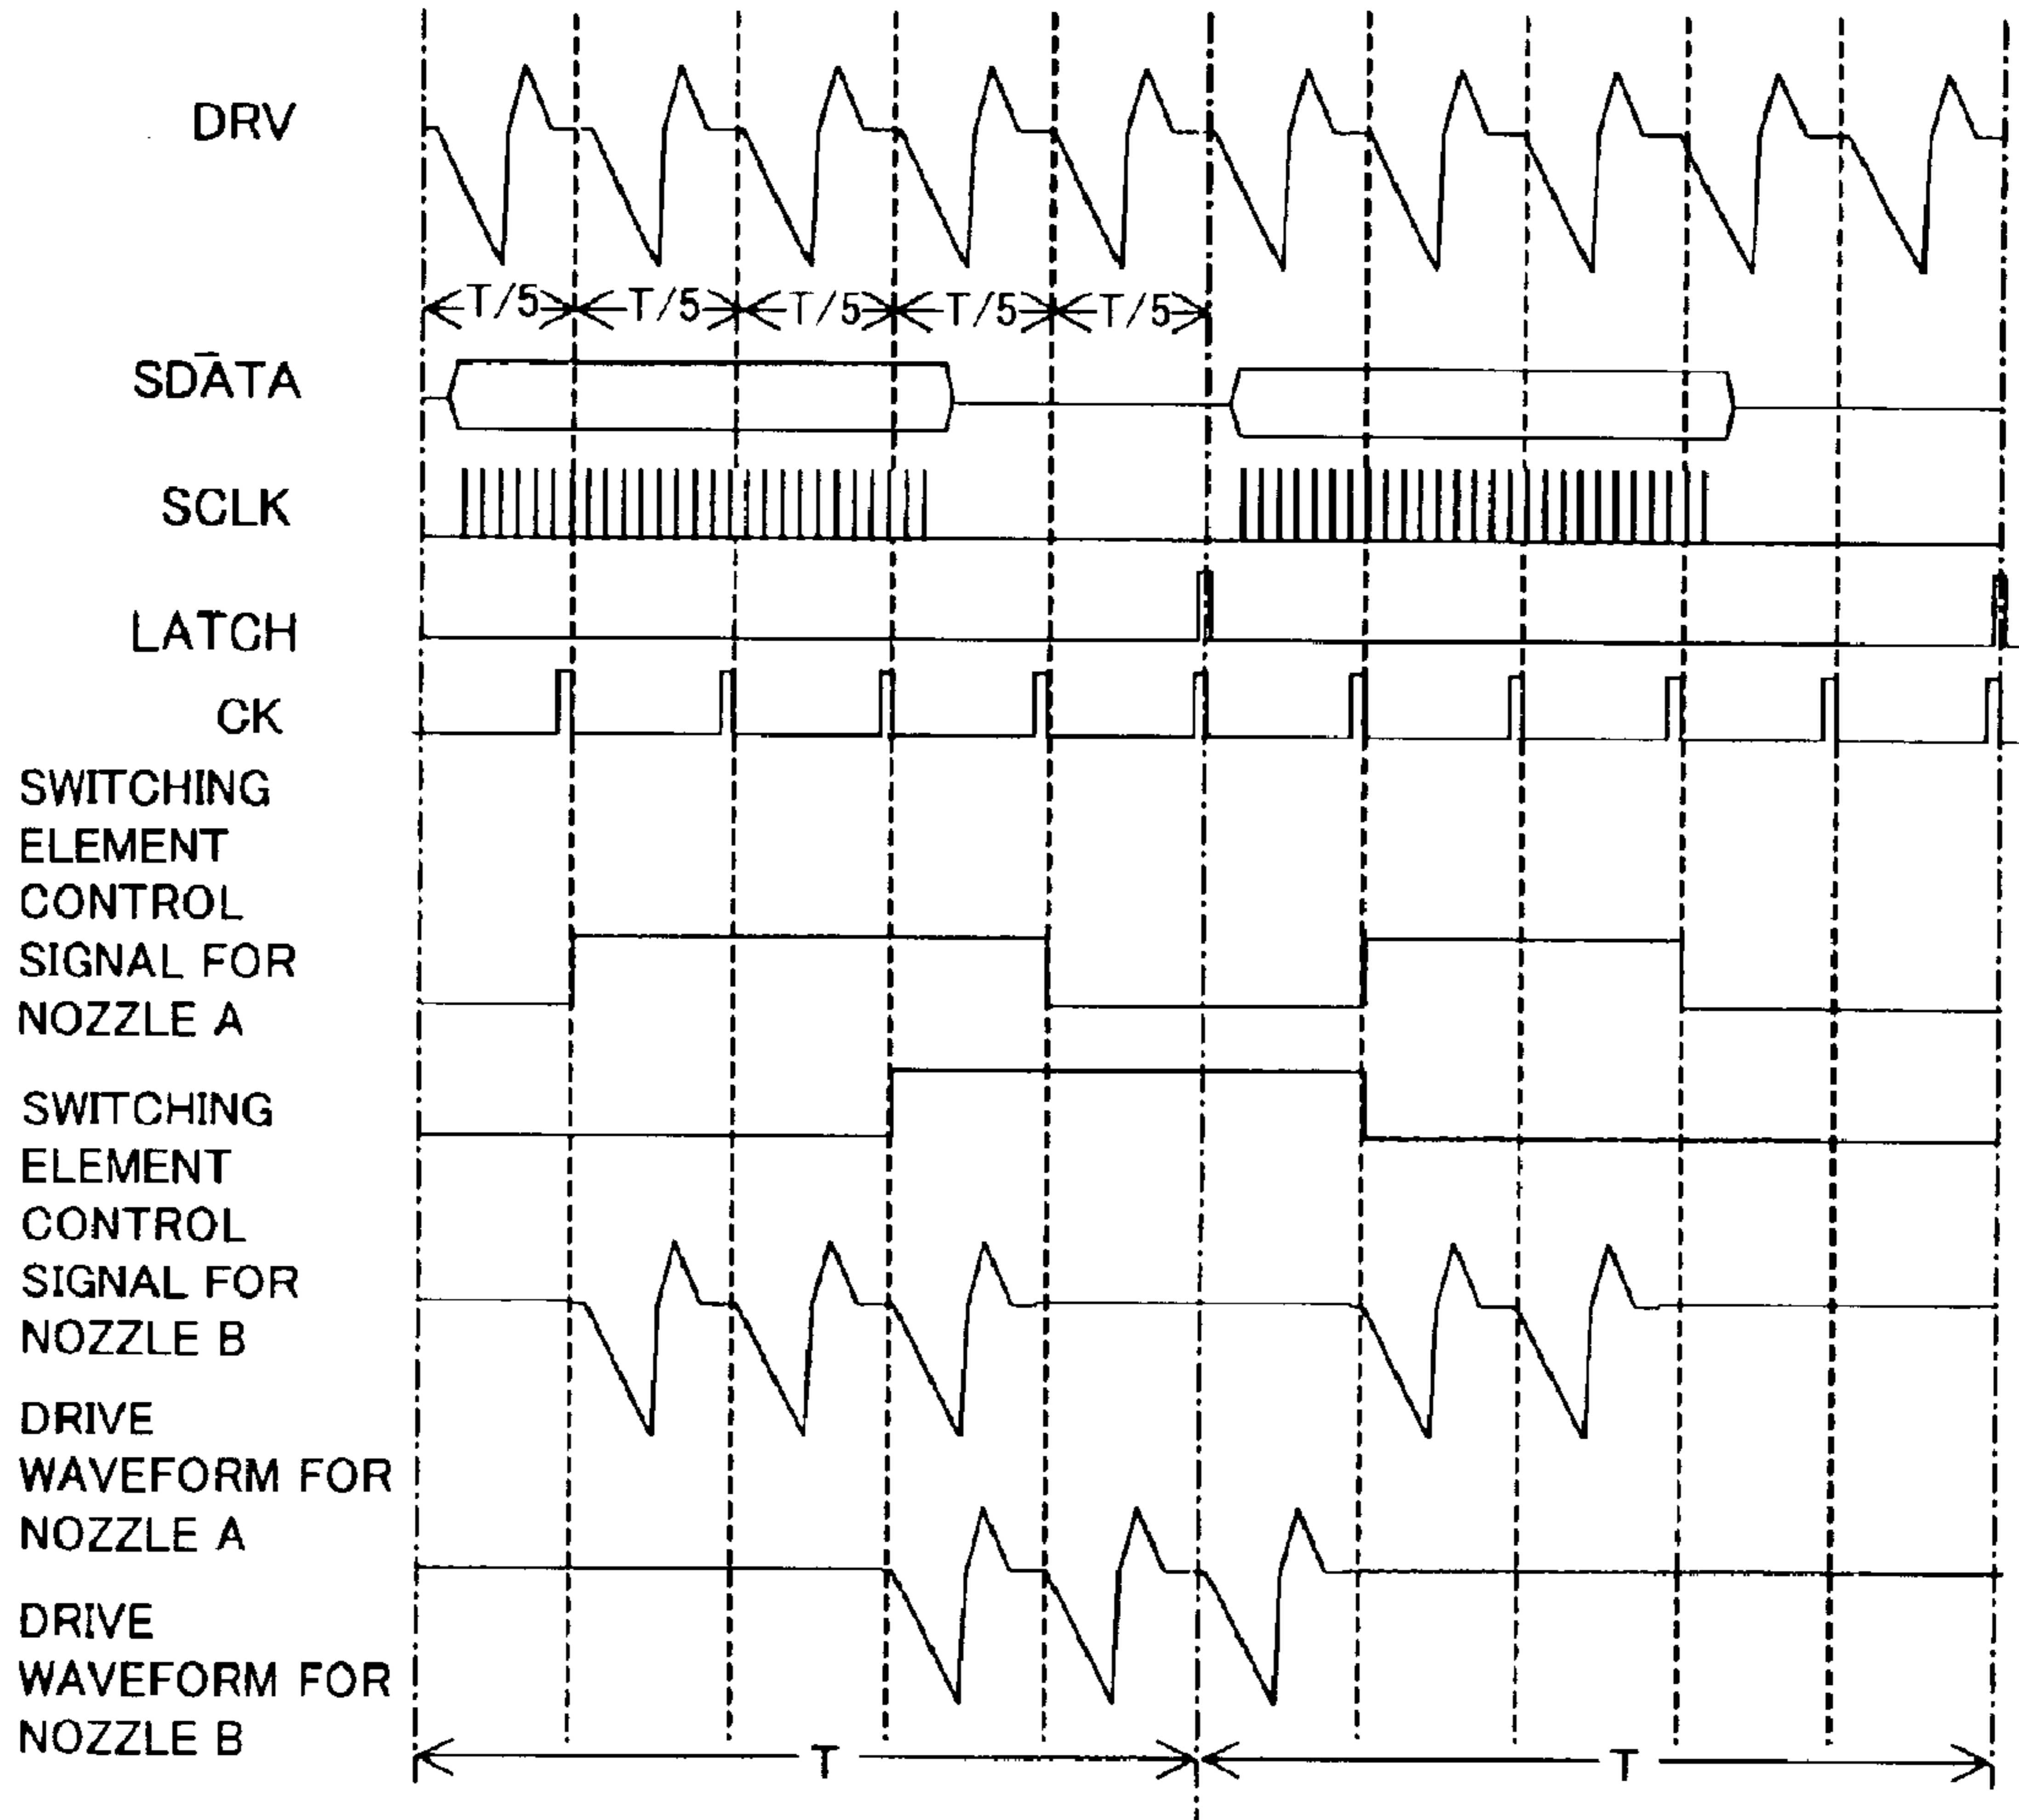 DRV
T/5 T/5 T/5 T/5 T/5
SDATA
SCLK
LATCH
CK
SWITCHING
ELEMENT
CONTROL
SIGNAL FOR
NOZZLE A
SWITCHING
ELEMENT
CONTROL
SIGNAL FOR
NOZZLE B
DRIVE
WAVEFORM FOR
NOZZLE A
DRIVE
WAVEFORM FOR
NOZZLE B
T T